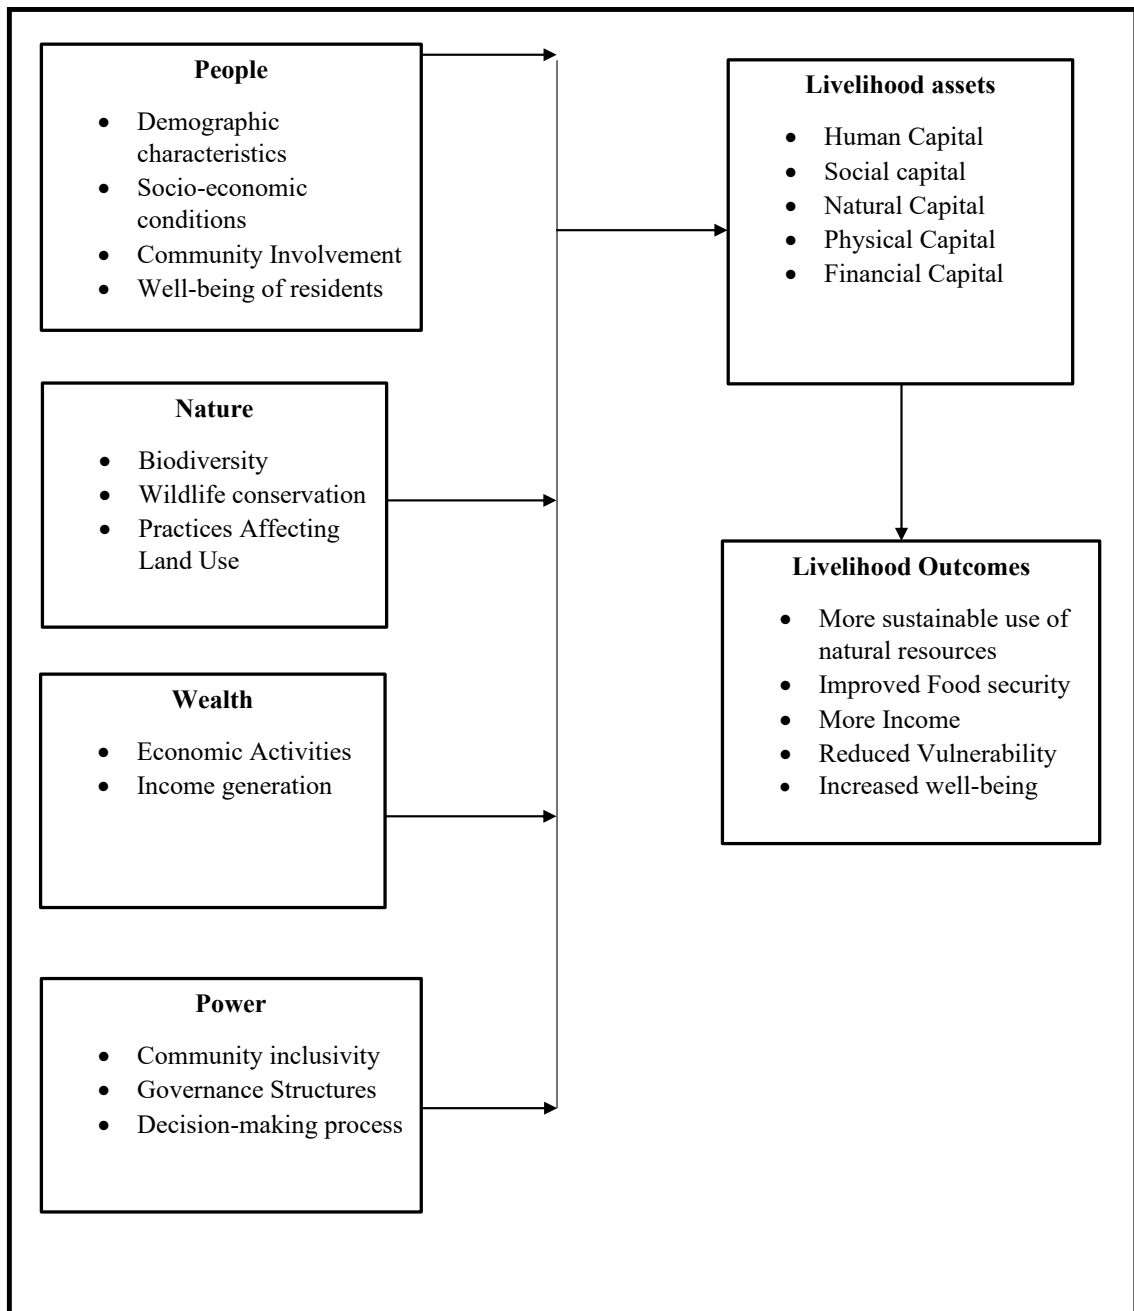 People
• Demographic
characteristics
• Socio-economic
conditions
• Community Involvement
• Well-being of residents
Nature
• Biodiversity
• Wildlife conservation
• Practices Affecting
Land Use
Wealth
• Economic Activities
• Income generation
Power
• Community inclusivity
• Governance Structures
• Decision-making process
Livelihood assets
• Human Capital
• Social capital
• Natural Capital
• Physical Capital
• Financial Capital
Livelihood Outcomes
• More sustainable use of
natural resources
• Improved Food security
• More Income
• Reduced Vulnerability
• Increased well-being